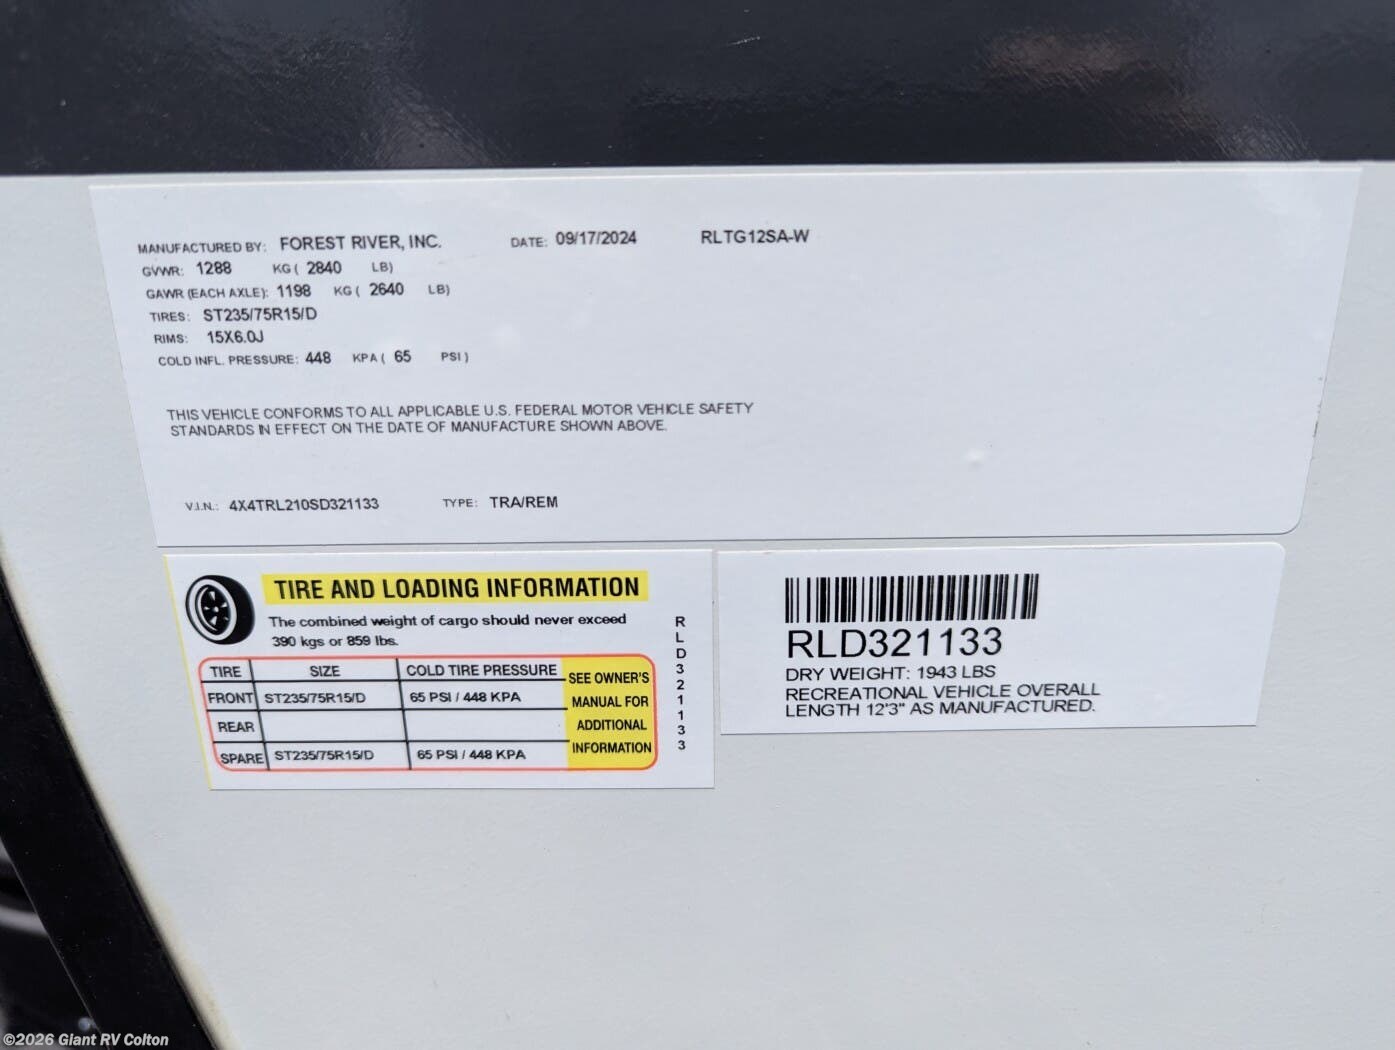 MANUFACTURED BY: FOREST RIVER, INC. DATE: 09/17/2024 RLTG12SA-W
GVWR: 1288 KG ( 2840 LB)
GAWR (EACH AXLE): 1198 KG ( 2640 LB)
TIRES: ST235/75R15/D
RIMS: 15X6.0J
COLD INFL. PRESSURE: 448 KPA ( 65 PSI )
THIS VEHICLE CONFORMS TO ALL APPLICABLE U.S. FEDERAL MOTOR VEHICLE SAFETY
STANDARDS IN EFFECT ON THE DATE OF MANUFACTURE SHOWN ABOVE.
V.I.N.: 4X4TRL210SD321133 TYPE: TRA/REM
TIRE AND LOADING INFORMATION
The combined weight of cargo should never exceed
390 kgs or 859 lbs.
TIRE SIZE COLD TIRE PRESSURE
FRONT ST235/75R15/D 65 PSI / 448 KPA
REAR
SPARE ST235/75R15/D 65 PSI / 448 KPA
SEE OWNER'S
MANUAL FOR
ADDITIONAL
INFORMATION
RLD321133
RLD321133
DRY WEIGHT: 1943 LBS
RECREATIONAL VEHICLE OVERALL
LENGTH 12'3" AS MANUFACTURED.
©2026 Giant RV Colton